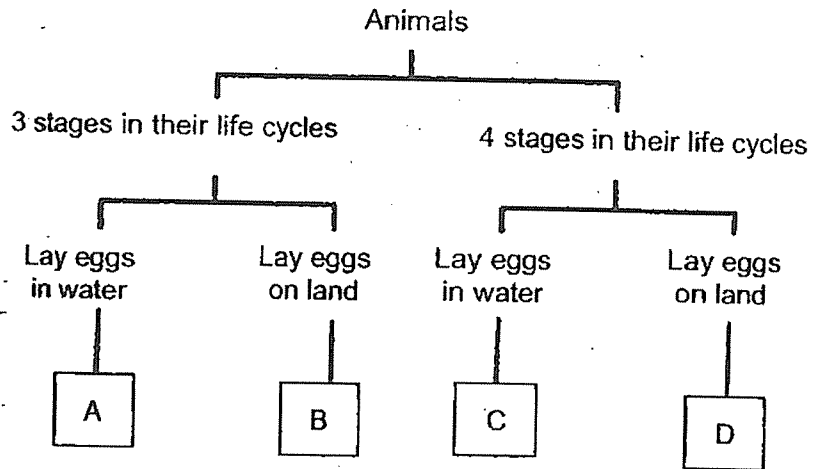 Animals
3 stages in their life cycles
4 stages in their life cycles
Lay eggs
in water
Lay eggs
on land
Lay eggs
in water
Lay eggs
on land
A
B
C
D